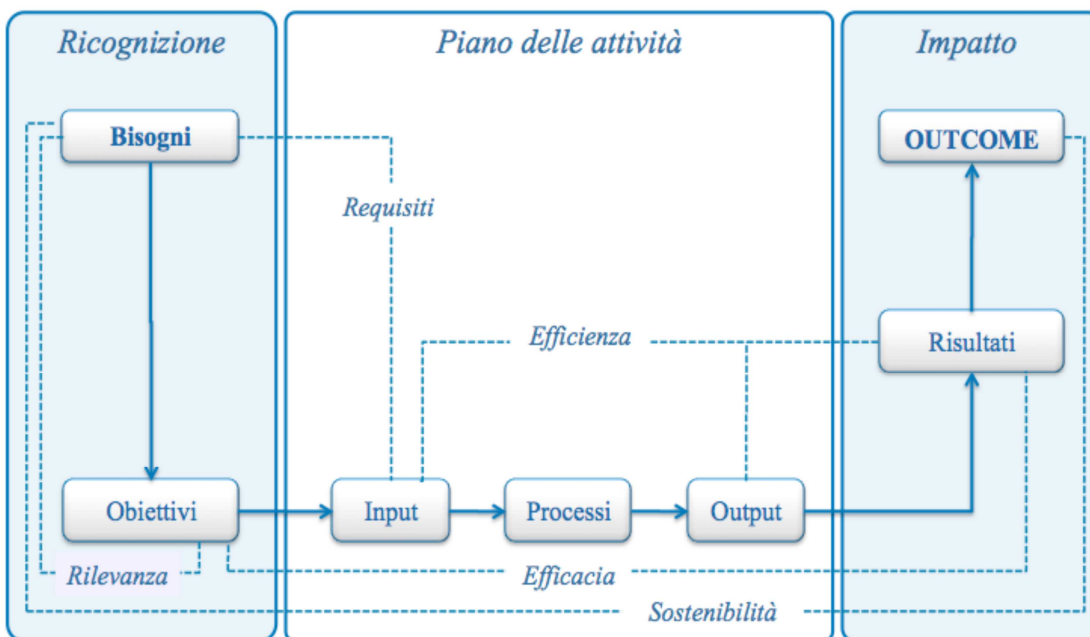 Ricognizione
Piano delle attività
Impatto
Bisogni
OUTCOME
Requisiti
Efficienza
Risultati
Obiettivi
Input
Processi
Output
Rilevanza
Efficacia
Sostenibilità